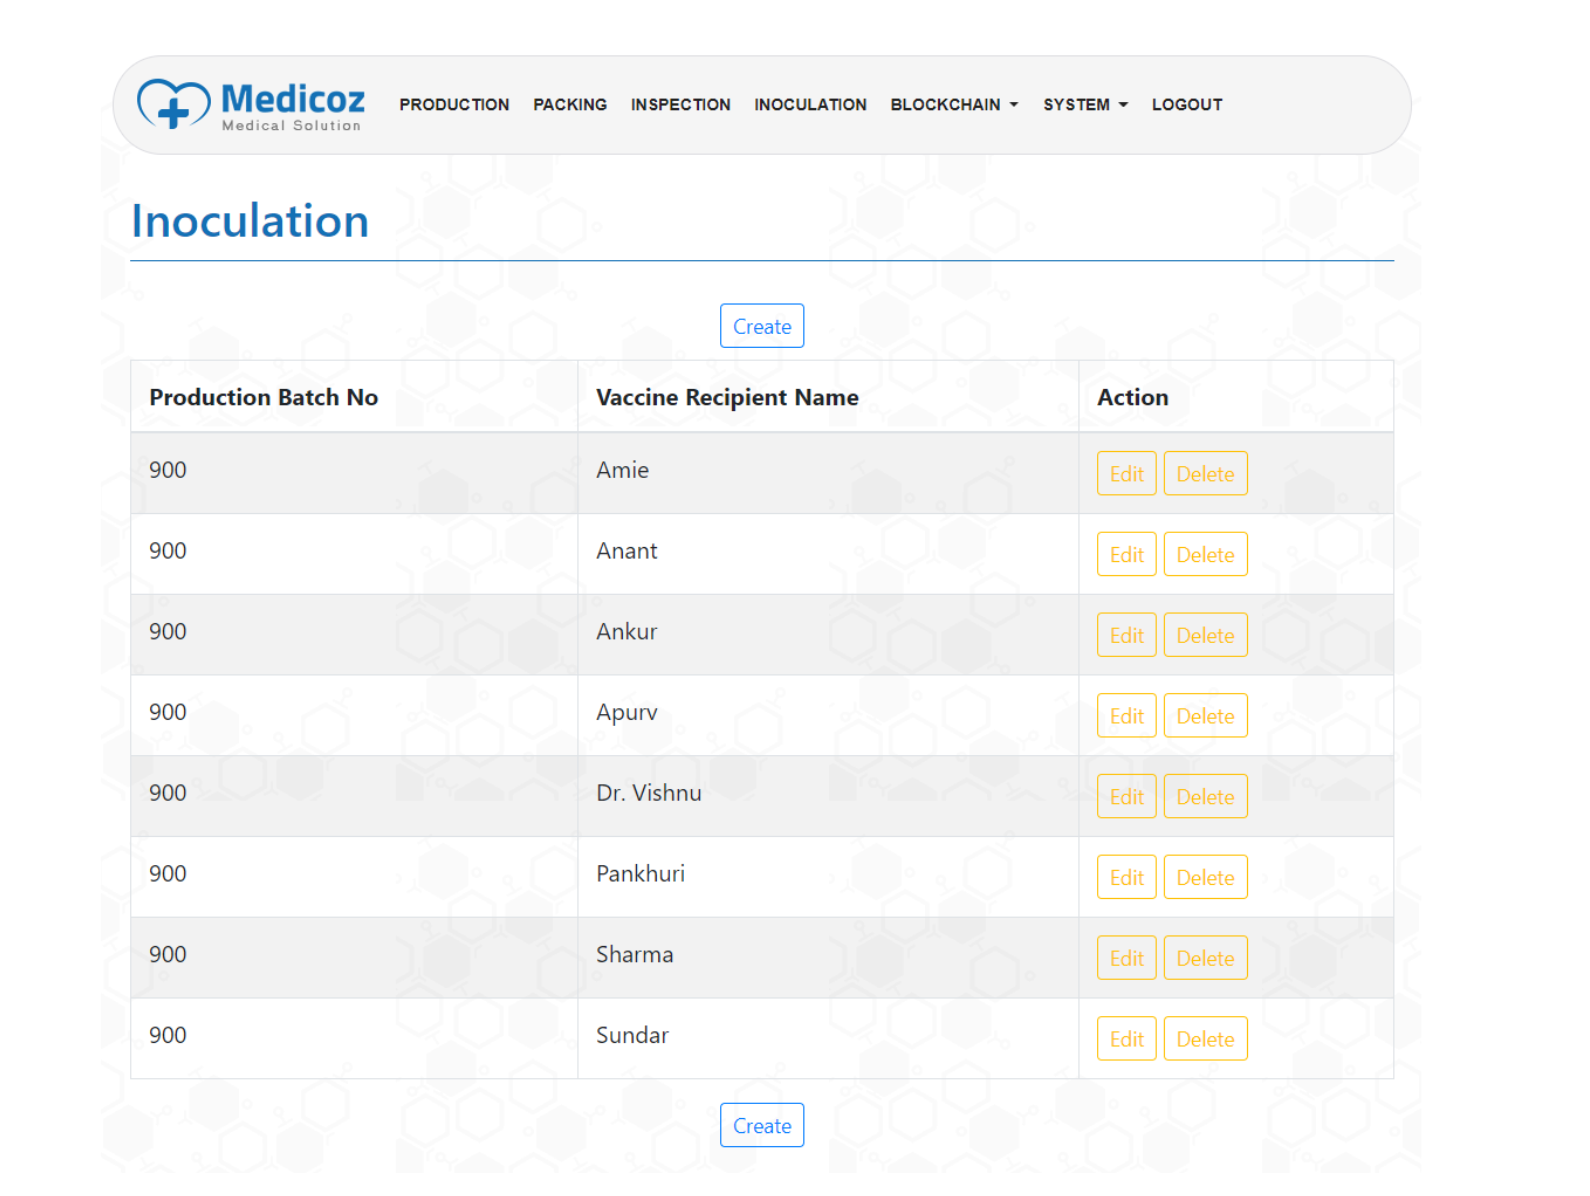 Medicoz
Medical Solution
PRODUCTION PACKING INSPECTION INOCULATION BLOCKCHAIN SYSTEM LOGOUT
Inoculation
Create
Production Batch No Vaccine Recipient Name Action
900 Amie Edit Delete
900 Anant Edit Delete
900 Ankur Edit Delete
900 Apurv Edit Delete
900 Dr. Vishnu Edit Delete
900 Pankhuri Edit Delete
900 Sharma Edit Delete
900 Sundar Edit Delete
Create